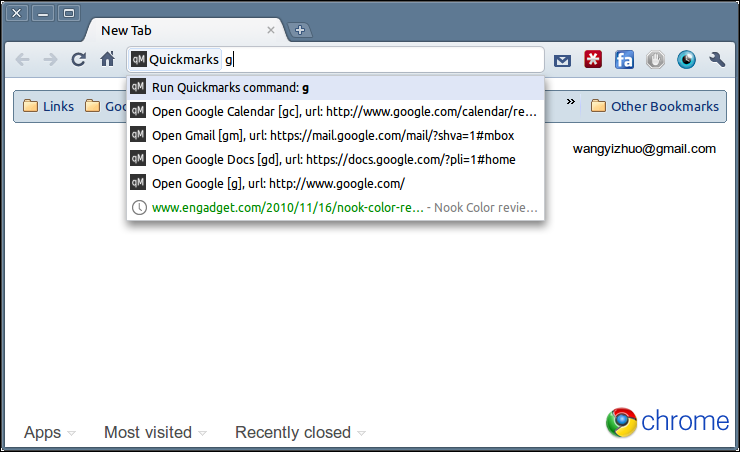 New Tab
qM Quickmarks g
fa
qM Run Quickmarks command: g
qM Open Google Calendar [gc], url: http://www.google.com/calendar/re...
qM Open Gmail [gm], url: https://mail.google.com/mail/?shva=1#mbox
qM Open Google Docs [gd], url: https://docs.google.com/?pli=1#home
qM Open Google [g], url: http://www.google.com/
www.engadget.com/2010/11/16/nook-color-re... - Nook Color revie...
Links
Other Bookmarks
wangyizhuo@gmail.com
chrome
Apps Most visited Recently closed